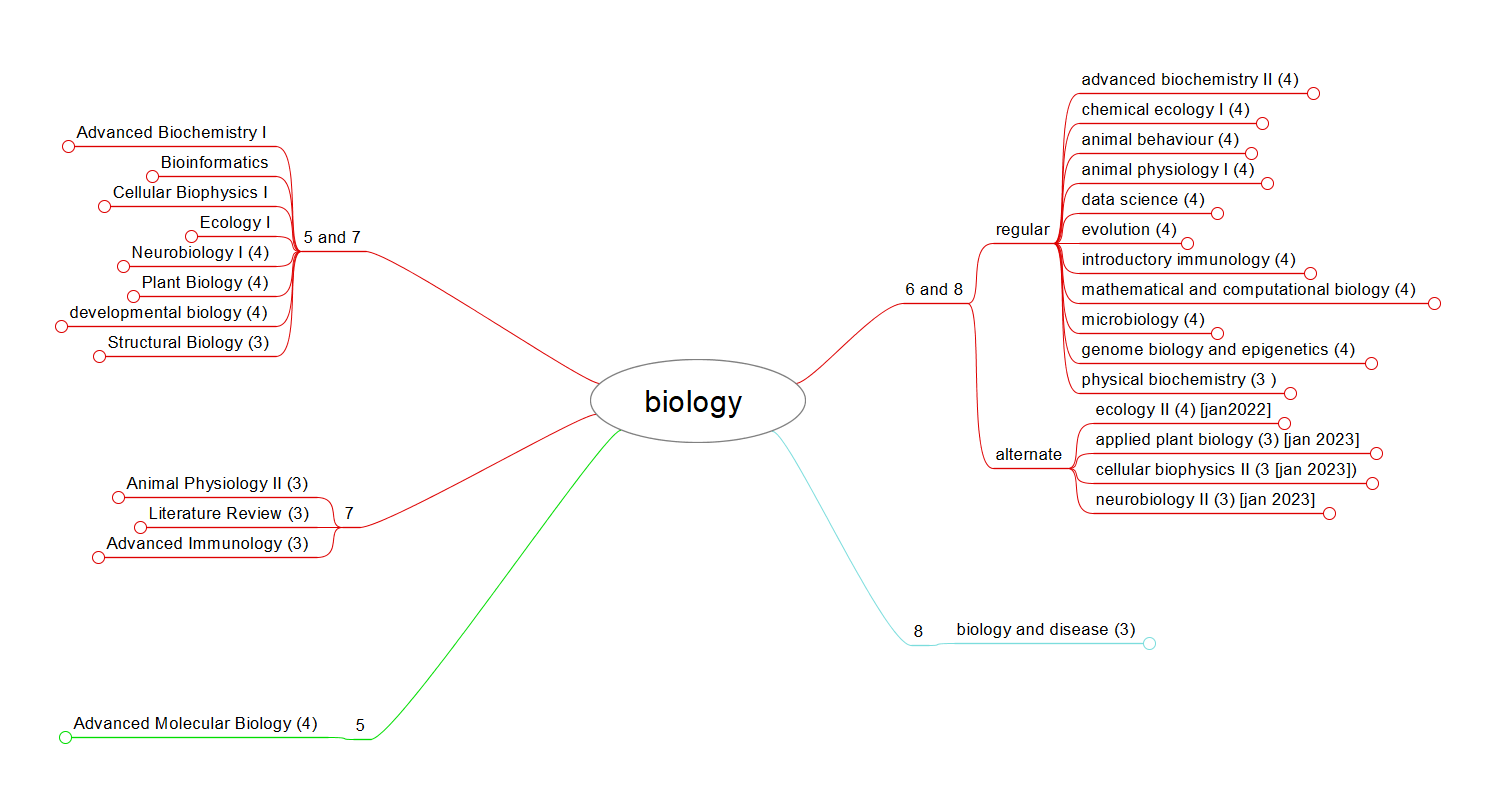 biology
5 and 7
Advanced Biochemistry I
Bioinformatics
Cellular Biophysics I
Ecology I
Neurobiology I (4)
Plant Biology (4)
developmental biology (4)
Structural Biology (3)
7
Animal Physiology II (3)
Literature Review (3)
Advanced Immunology (3)
5
Advanced Molecular Biology (4)
6 and 8
regular
advanced biochemistry II (4)
chemical ecology I (4)
animal behaviour (4)
animal physiology I (4)
data science (4)
evolution (4)
introductory immunology (4)
mathematical and computational biology (4)
microbiology (4)
genome biology and epigenetics (4)
physical biochemistry (3 )
alternate
ecology II (4) [jan2022]
applied plant biology (3) [jan 2023]
cellular biophysics II (3 [jan 2023])
neurobiology II (3) [jan 2023]
8
biology and disease (3)